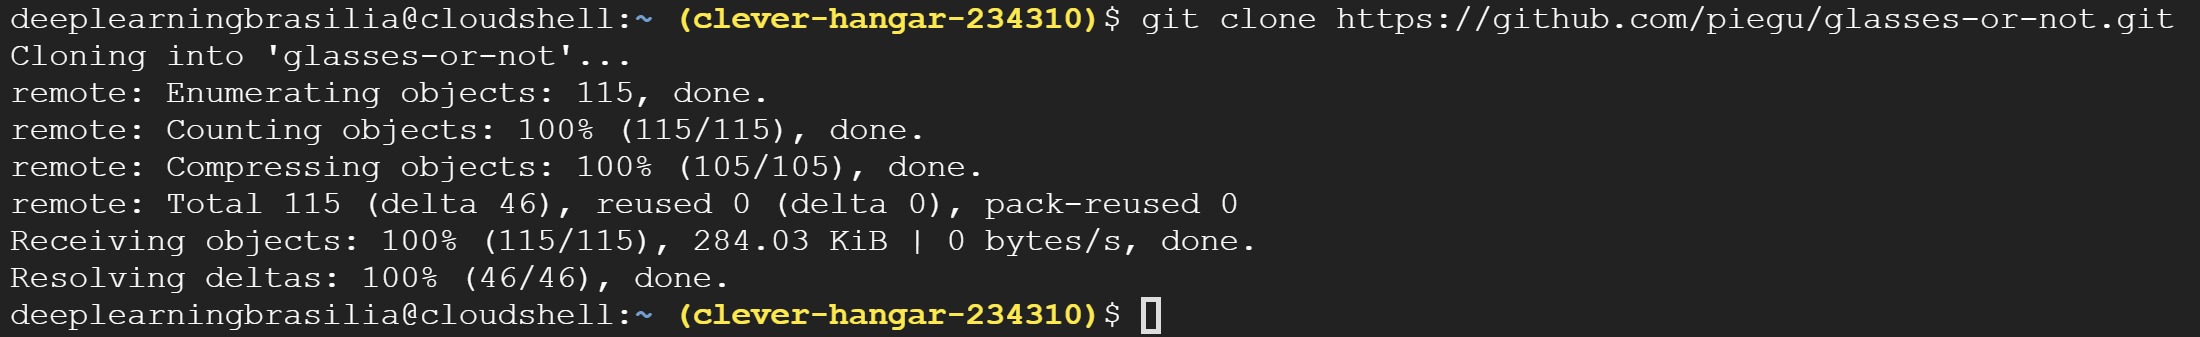 deeplearningbrasilia@cloudshell:~ (clever-hangar-234310)$ git clone https://github.com/piegu/glasses-or-not.git
Cloning into 'glasses-or-not'...
remote: Enumerating objects: 115, done.
remote: Counting objects: 100% (115/115), done.
remote: Compressing objects: 100% (105/105), done.
remote: Total 115 (delta 46), reused 0 (delta 0), pack-reused 0
Receiving objects: 100% (115/115), 284.03 KiB | 0 bytes/s, done.
Resolving deltas: 100% (46/46), done.
deeplearningbrasilia@cloudshell:~ (clever-hangar-234310)$